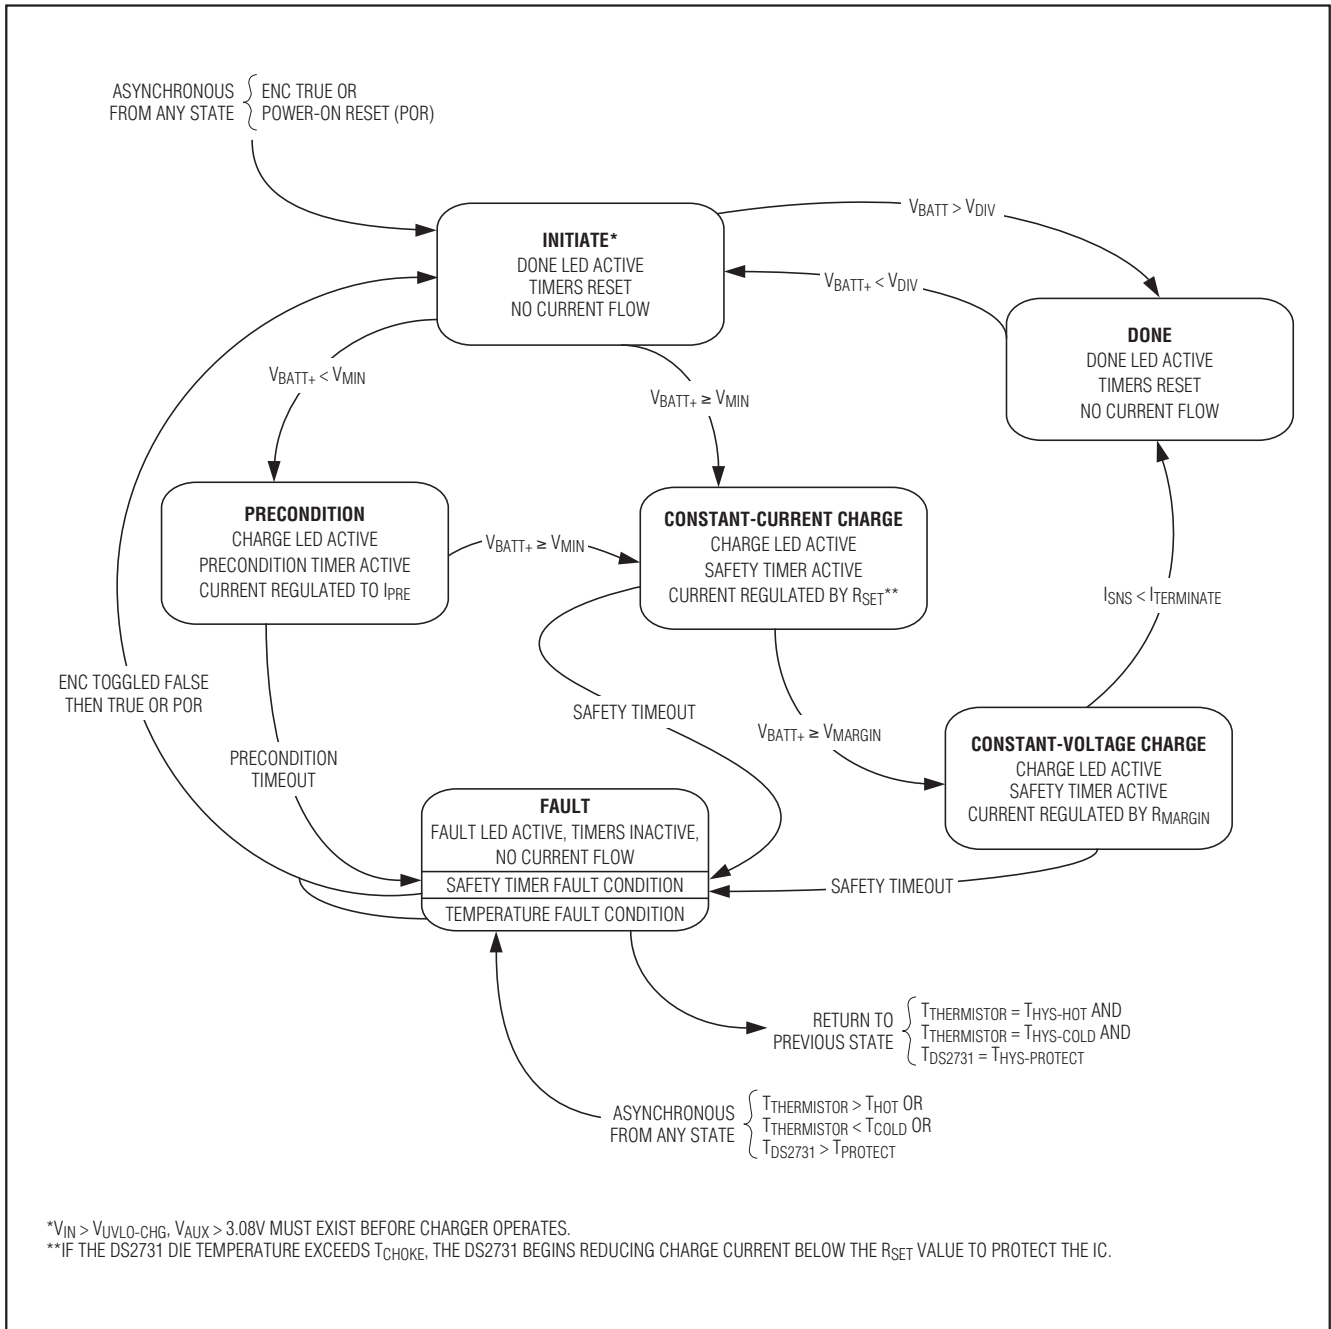 ASYNCHRONOUS
FROM ANY STATE
ENC TRUE OR
POWER-ON RESET (POR)
INITIATE*
DONE LED ACTIVE
TIMERS RESET
NO CURRENT FLOW
VBATT > VDIV
VBATT+ < VDIV
DONE
DONE LED ACTIVE
TIMERS RESET
NO CURRENT FLOW
VBATT+ < VMIN
VBATT+ ≥ VMIN
PRECONDITION
CHARGE LED ACTIVE
PRECONDITION TIMER ACTIVE
CURRENT REGULATED TO IPRE
VBATT+ ≥ VMIN
CONSTANT-CURRENT CHARGE
CHARGE LED ACTIVE
SAFETY TIMER ACTIVE
CURRENT REGULATED BY RSET**
ISNS < ITERMINATE
ENC TOGGLED FALSE
THEN TRUE OR POR
SAFETY TIMEOUT
VBATT+ ≥ VMARGIN
PRECONDITION
TIMEOUT
CONSTANT-VOLTAGE CHARGE
CHARGE LED ACTIVE
SAFETY TIMER ACTIVE
CURRENT REGULATED BY RMARGIN
FAULT
FAULT LED ACTIVE, TIMERS INACTIVE,
NO CURRENT FLOW
SAFETY TIMER FAULT CONDITION
TEMPERATURE FAULT CONDITION
SAFETY TIMEOUT
RETURN TO
PREVIOUS STATE
TTHERMISTOR = THYS-HOT AND
TTHERMISTOR = THYS-COLD AND
TDS2731 = THYS-PROTECT
ASYNCHRONOUS
FROM ANY STATE
TTHERMISTOR > THOT OR
TTHERMISTOR < TCOLD OR
TDS2731 > TPROTECT
*VIN > VUVLO-CHG, VAUX > 3.08V MUST EXIST BEFORE CHARGER OPERATES.
**IF THE DS2731 DIE TEMPERATURE EXCEEDS TCHOKE, THE DS2731 BEGINS REDUCING CHARGE CURRENT BELOW THE RSET VALUE TO PROTECT THE IC.